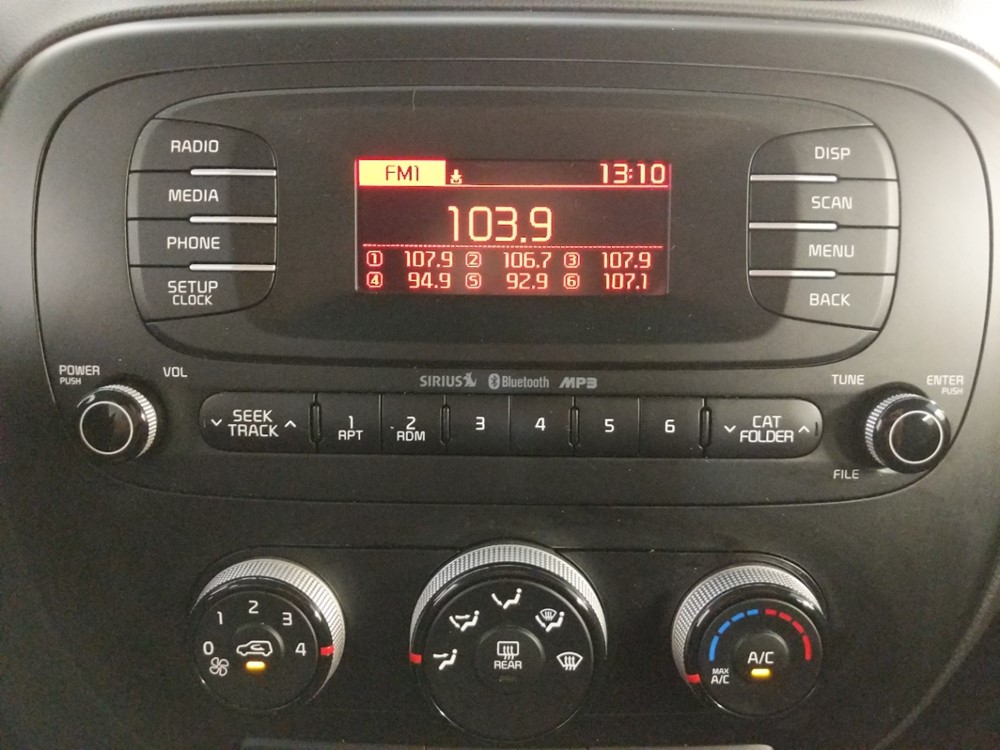 RADIO
MEDIA
PHONE
SETUP
CLOCK
FM1 13:10
103.9
1 107.9 2 106.7 3 107.9
4 94.9 5 92.9 6 107.1
DISP
SCAN
MENU
BACK
POWER
PUSH
VOL
SIRIUS Bluetooth MP3
TUNE
ENTER
PUSH
SEEK
TRACK
1
RPT
2
RDM
3
4
5
6
CAT
FOLDER
FILE
0 1 2 3 4
REAR
A/C
MAX
A/C